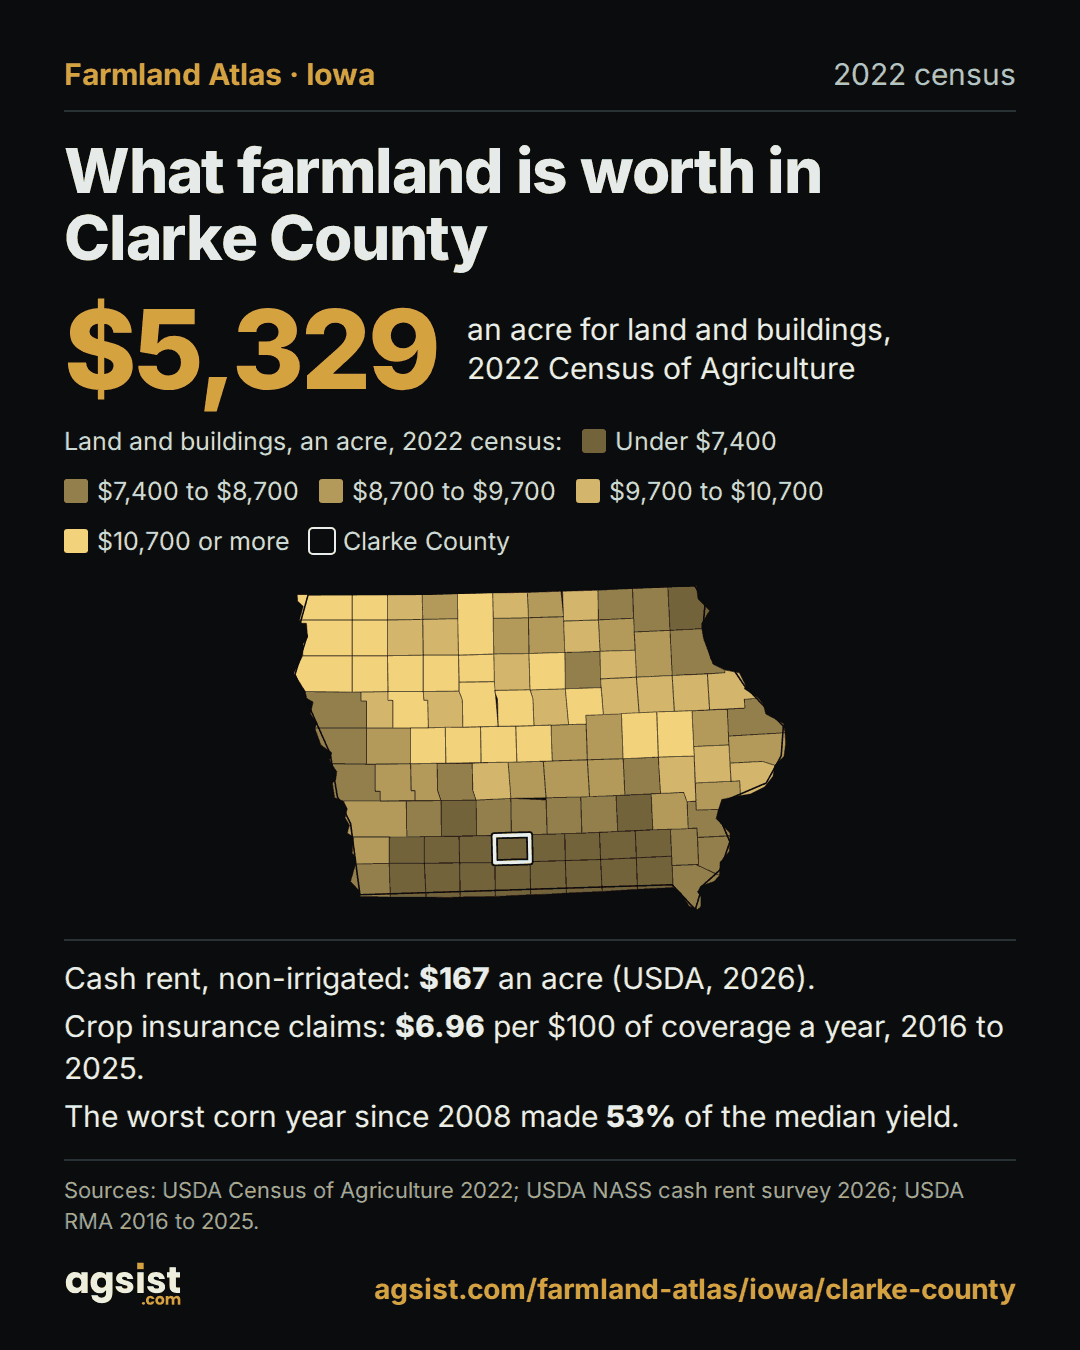 Farmland Atlas · Iowa
2022 census
What farmland is worth in
Clarke County
$5,329
an acre for land and buildings,
2022 Census of Agriculture
Land and buildings, an acre, 2022 census: Under $7,400
$7,400 to $8,700 $8,700 to $9,700 $9,700 to $10,700
$10,700 or more Clarke County
Cash rent, non-irrigated: $167 an acre (USDA, 2026).
Crop insurance claims: $6.96 per $100 of coverage a year, 2016 to
2025.
The worst corn year since 2008 made 53% of the median yield.
Sources: USDA Census of Agriculture 2022; USDA NASS cash rent survey 2026; USDA
RMA 2016 to 2025.
agsist
.com
agsist.com/farmland-atlas/iowa/clarke-county